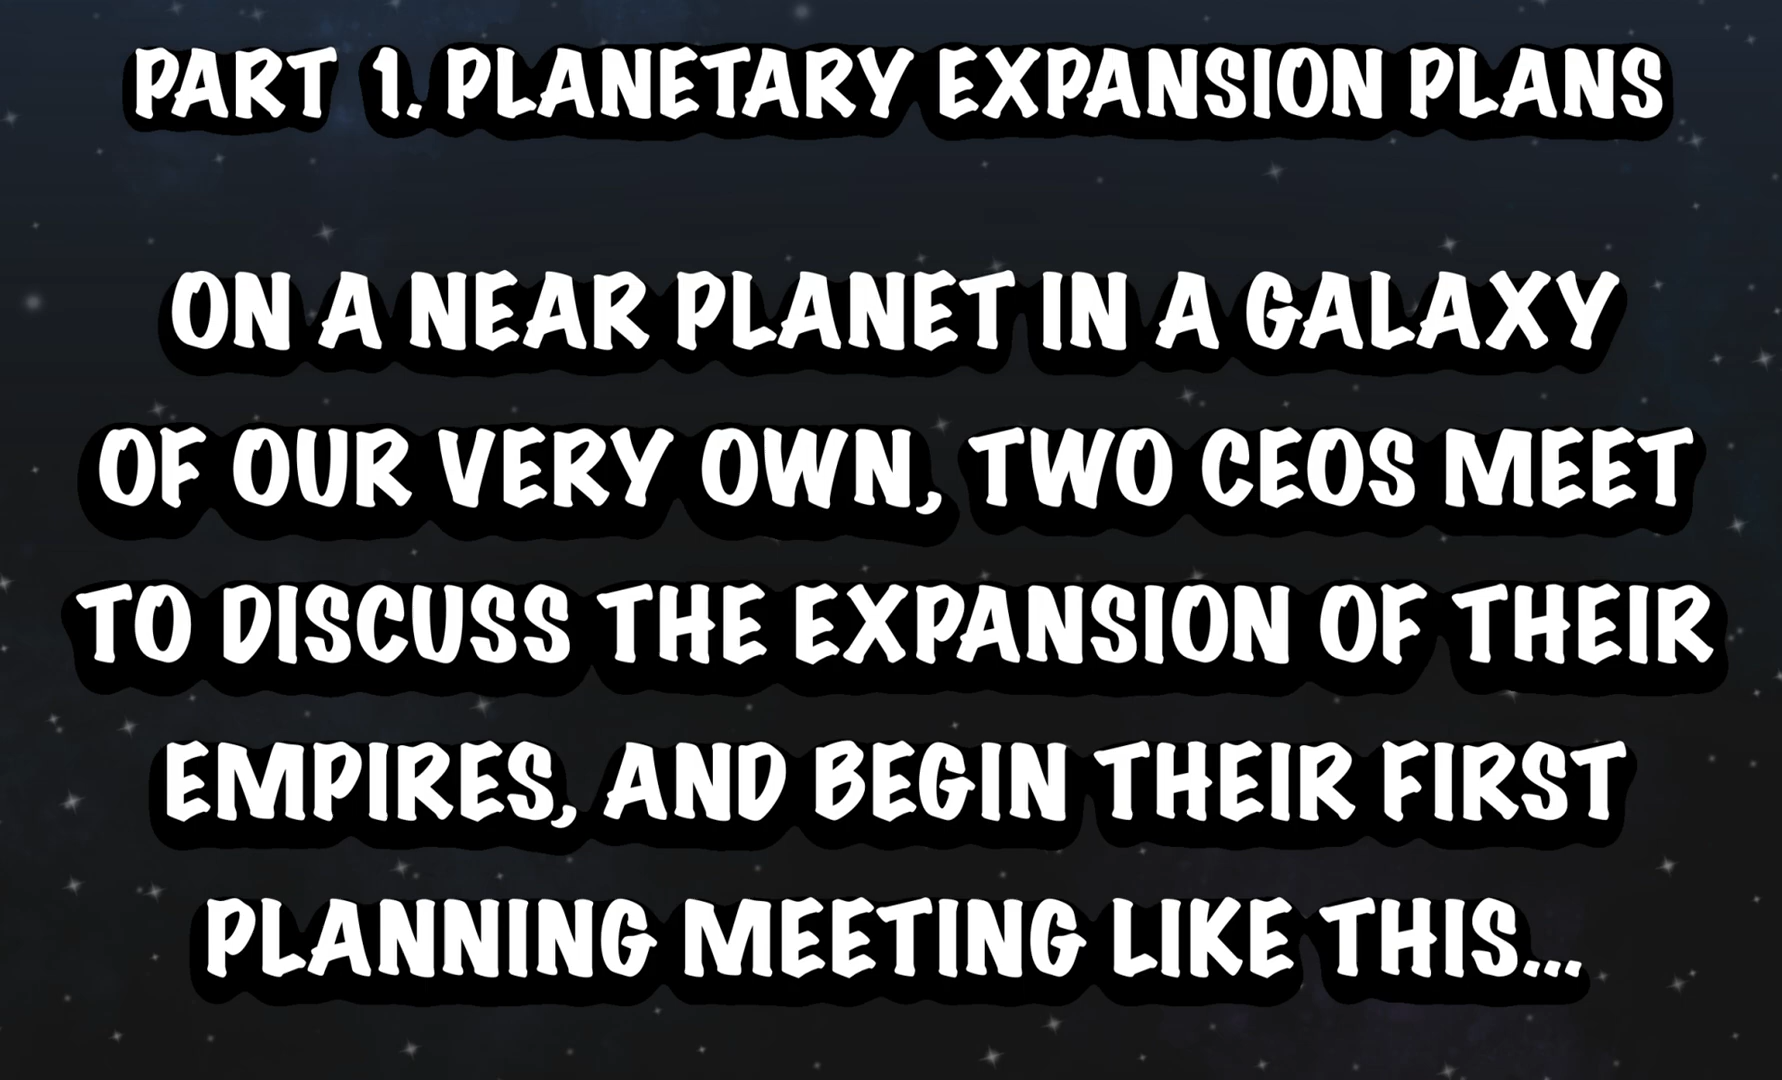 PART 1. PLANETARY EXPANSION PLANS
ON A NEAR PLANET IN A GALAXY
OF OUR VERY OWN, TWO CEOS MEET
TO DISCUSS THE EXPANSION OF THEIR
EMPIRES, AND BEGIN THEIR FIRST
PLANNING MEETING LIKE THIS...